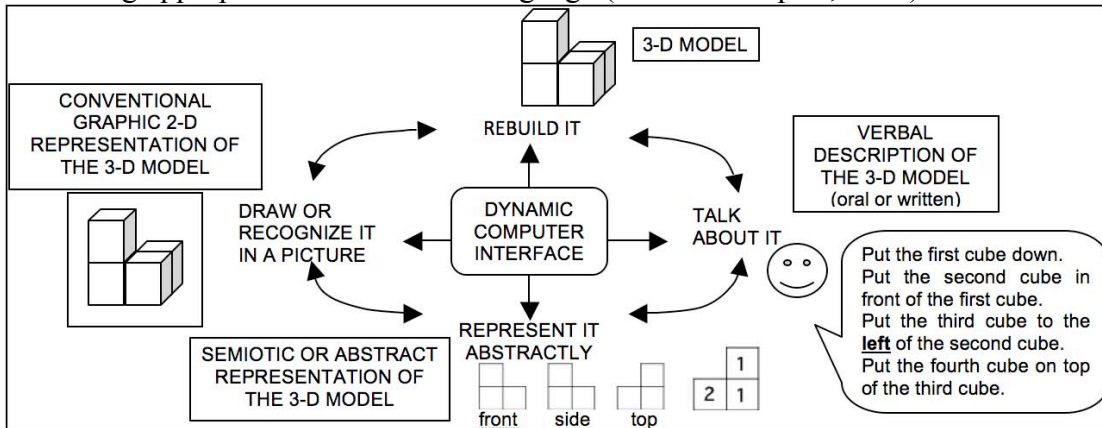 3-D MODEL
CONVENTIONAL
GRAPHIC 2-D
REPRESENTATION OF
THE 3-D MODEL
REBUILD IT
VERBAL
DESCRIPTION OF
THE 3-D MODEL
(oral or written)
DRAW OR
RECOGNIZE IT
IN A PICTURE
DYNAMIC
COMPUTER
INTERFACE
TALK
ABOUT IT
Put the first cube down.
Put the second cube in
front of the first cube.
Put the third cube to the
left of the second cube.
Put the fourth cube on top
of the third cube.
REPRESENT IT
ABSTRACTLY
SEMIOTIC OR ABSTRACT
REPRESENTATION OF
THE 3-D MODEL
1
2 1
front side top